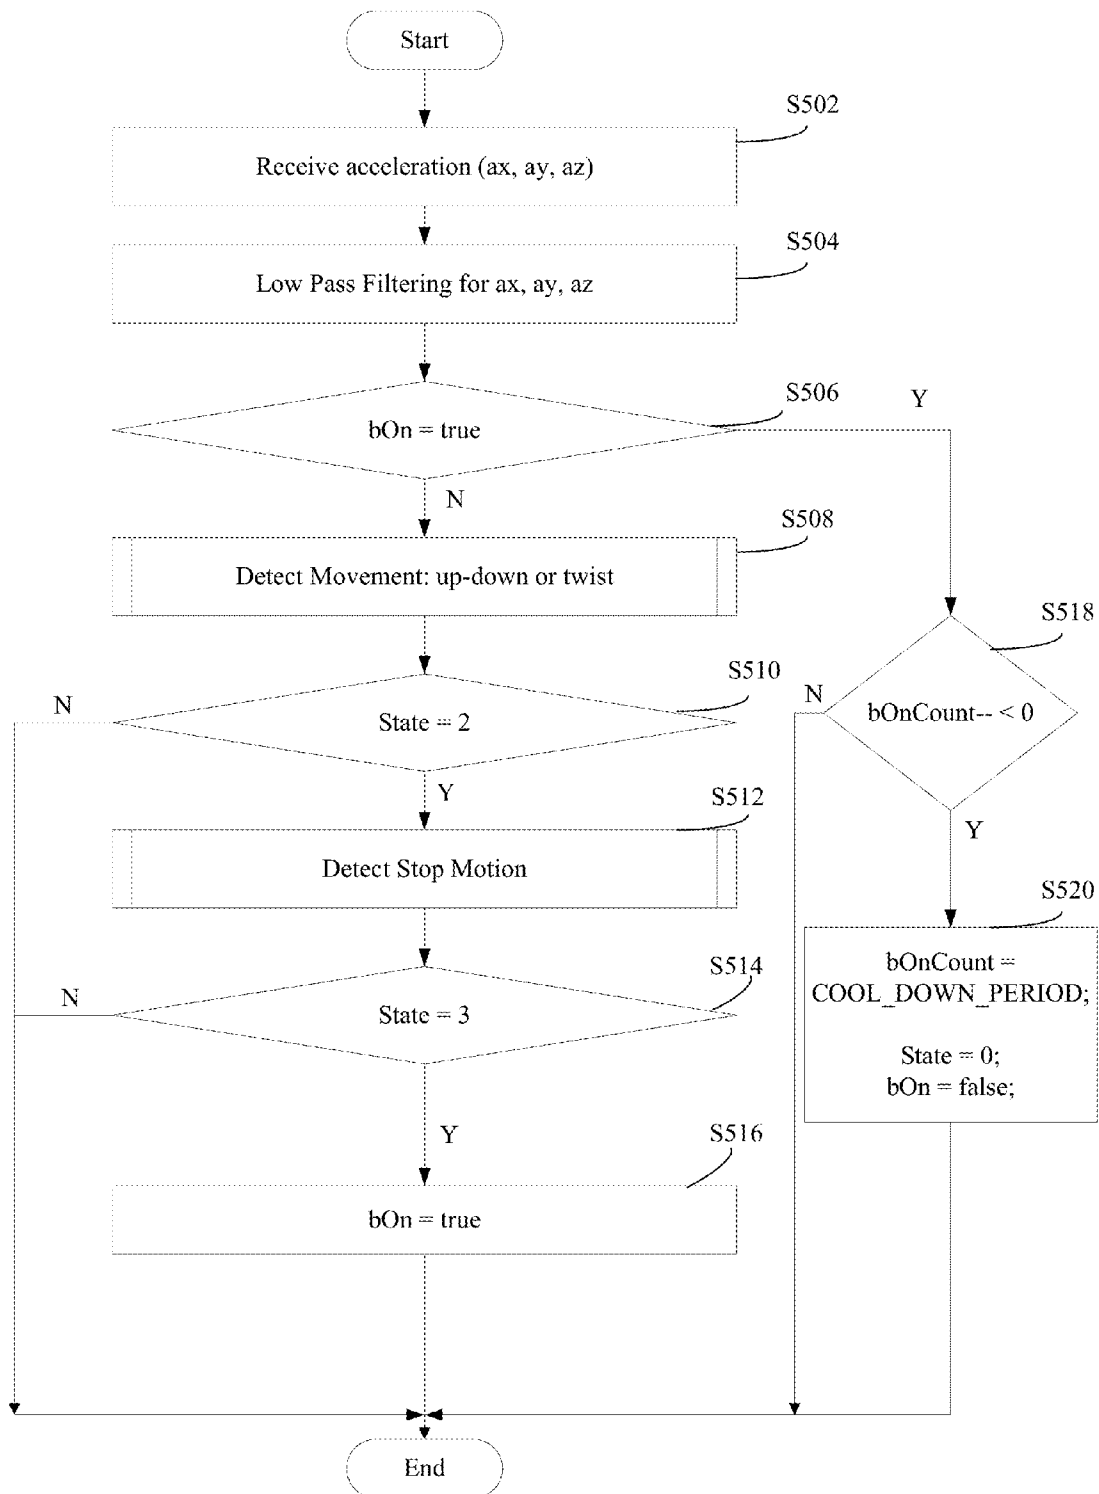 Start
S502
Receive acceleration (ax, ay, az)
S504
Low Pass Filtering for ax, ay, az
S506
Y
bOn = true
N
S508
Detect Movement: up-down or twist
S518
S510
N
N
State = 2
bOnCount-- < 0
Y
S512
Y
Detect Stop Motion
S520
S514
bOnCount =
COOL_DOWN_PERIOD;
N
State = 3
State = 0;
bOn = false;
Y
S516
bOn = true
End